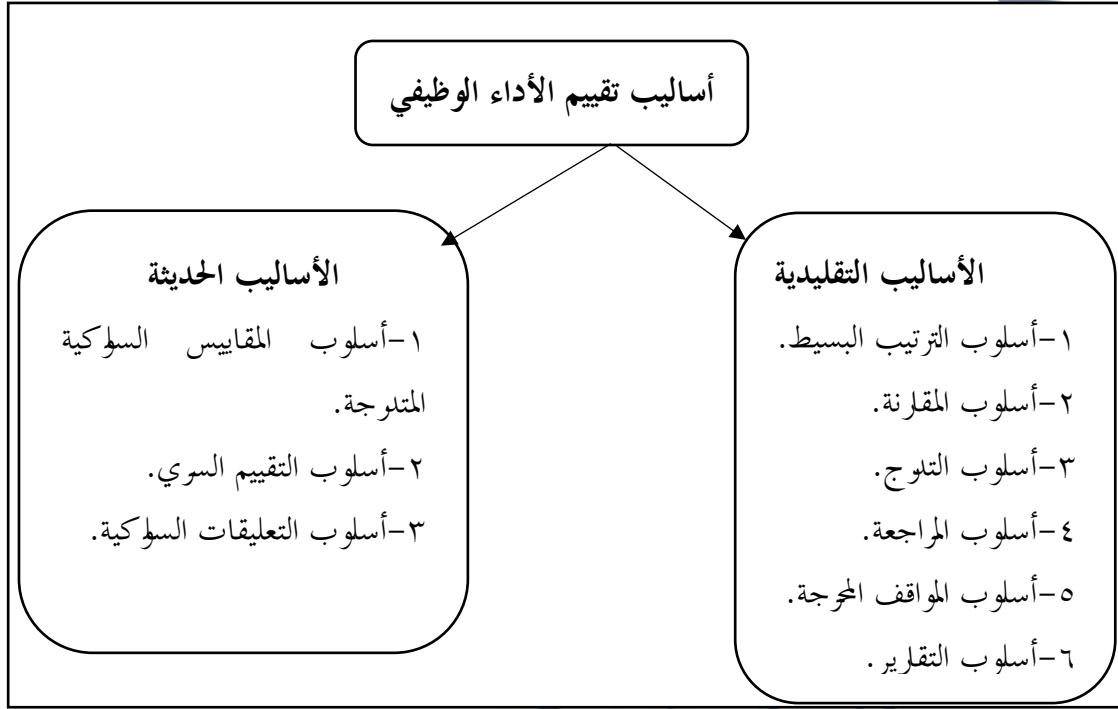 أساليب تقييم الأداء الوظيفي
الأساليب التقليدية
١-أسلوب الترتيب البسيط.
٢-أسلوب المقارنة.
٣-أسلوب التدرج.
٤-أسلوب المراجعة.
٥-أسلوب المواقف المحرجة.
٦-أسلوب التقارير.
الأساليب الحديثة
١-أسلوب المقاييس السلوكية
المتدرجة.
٢-أسلوب التقييم السري.
٣-أسلوب التعليقات السلوكية.